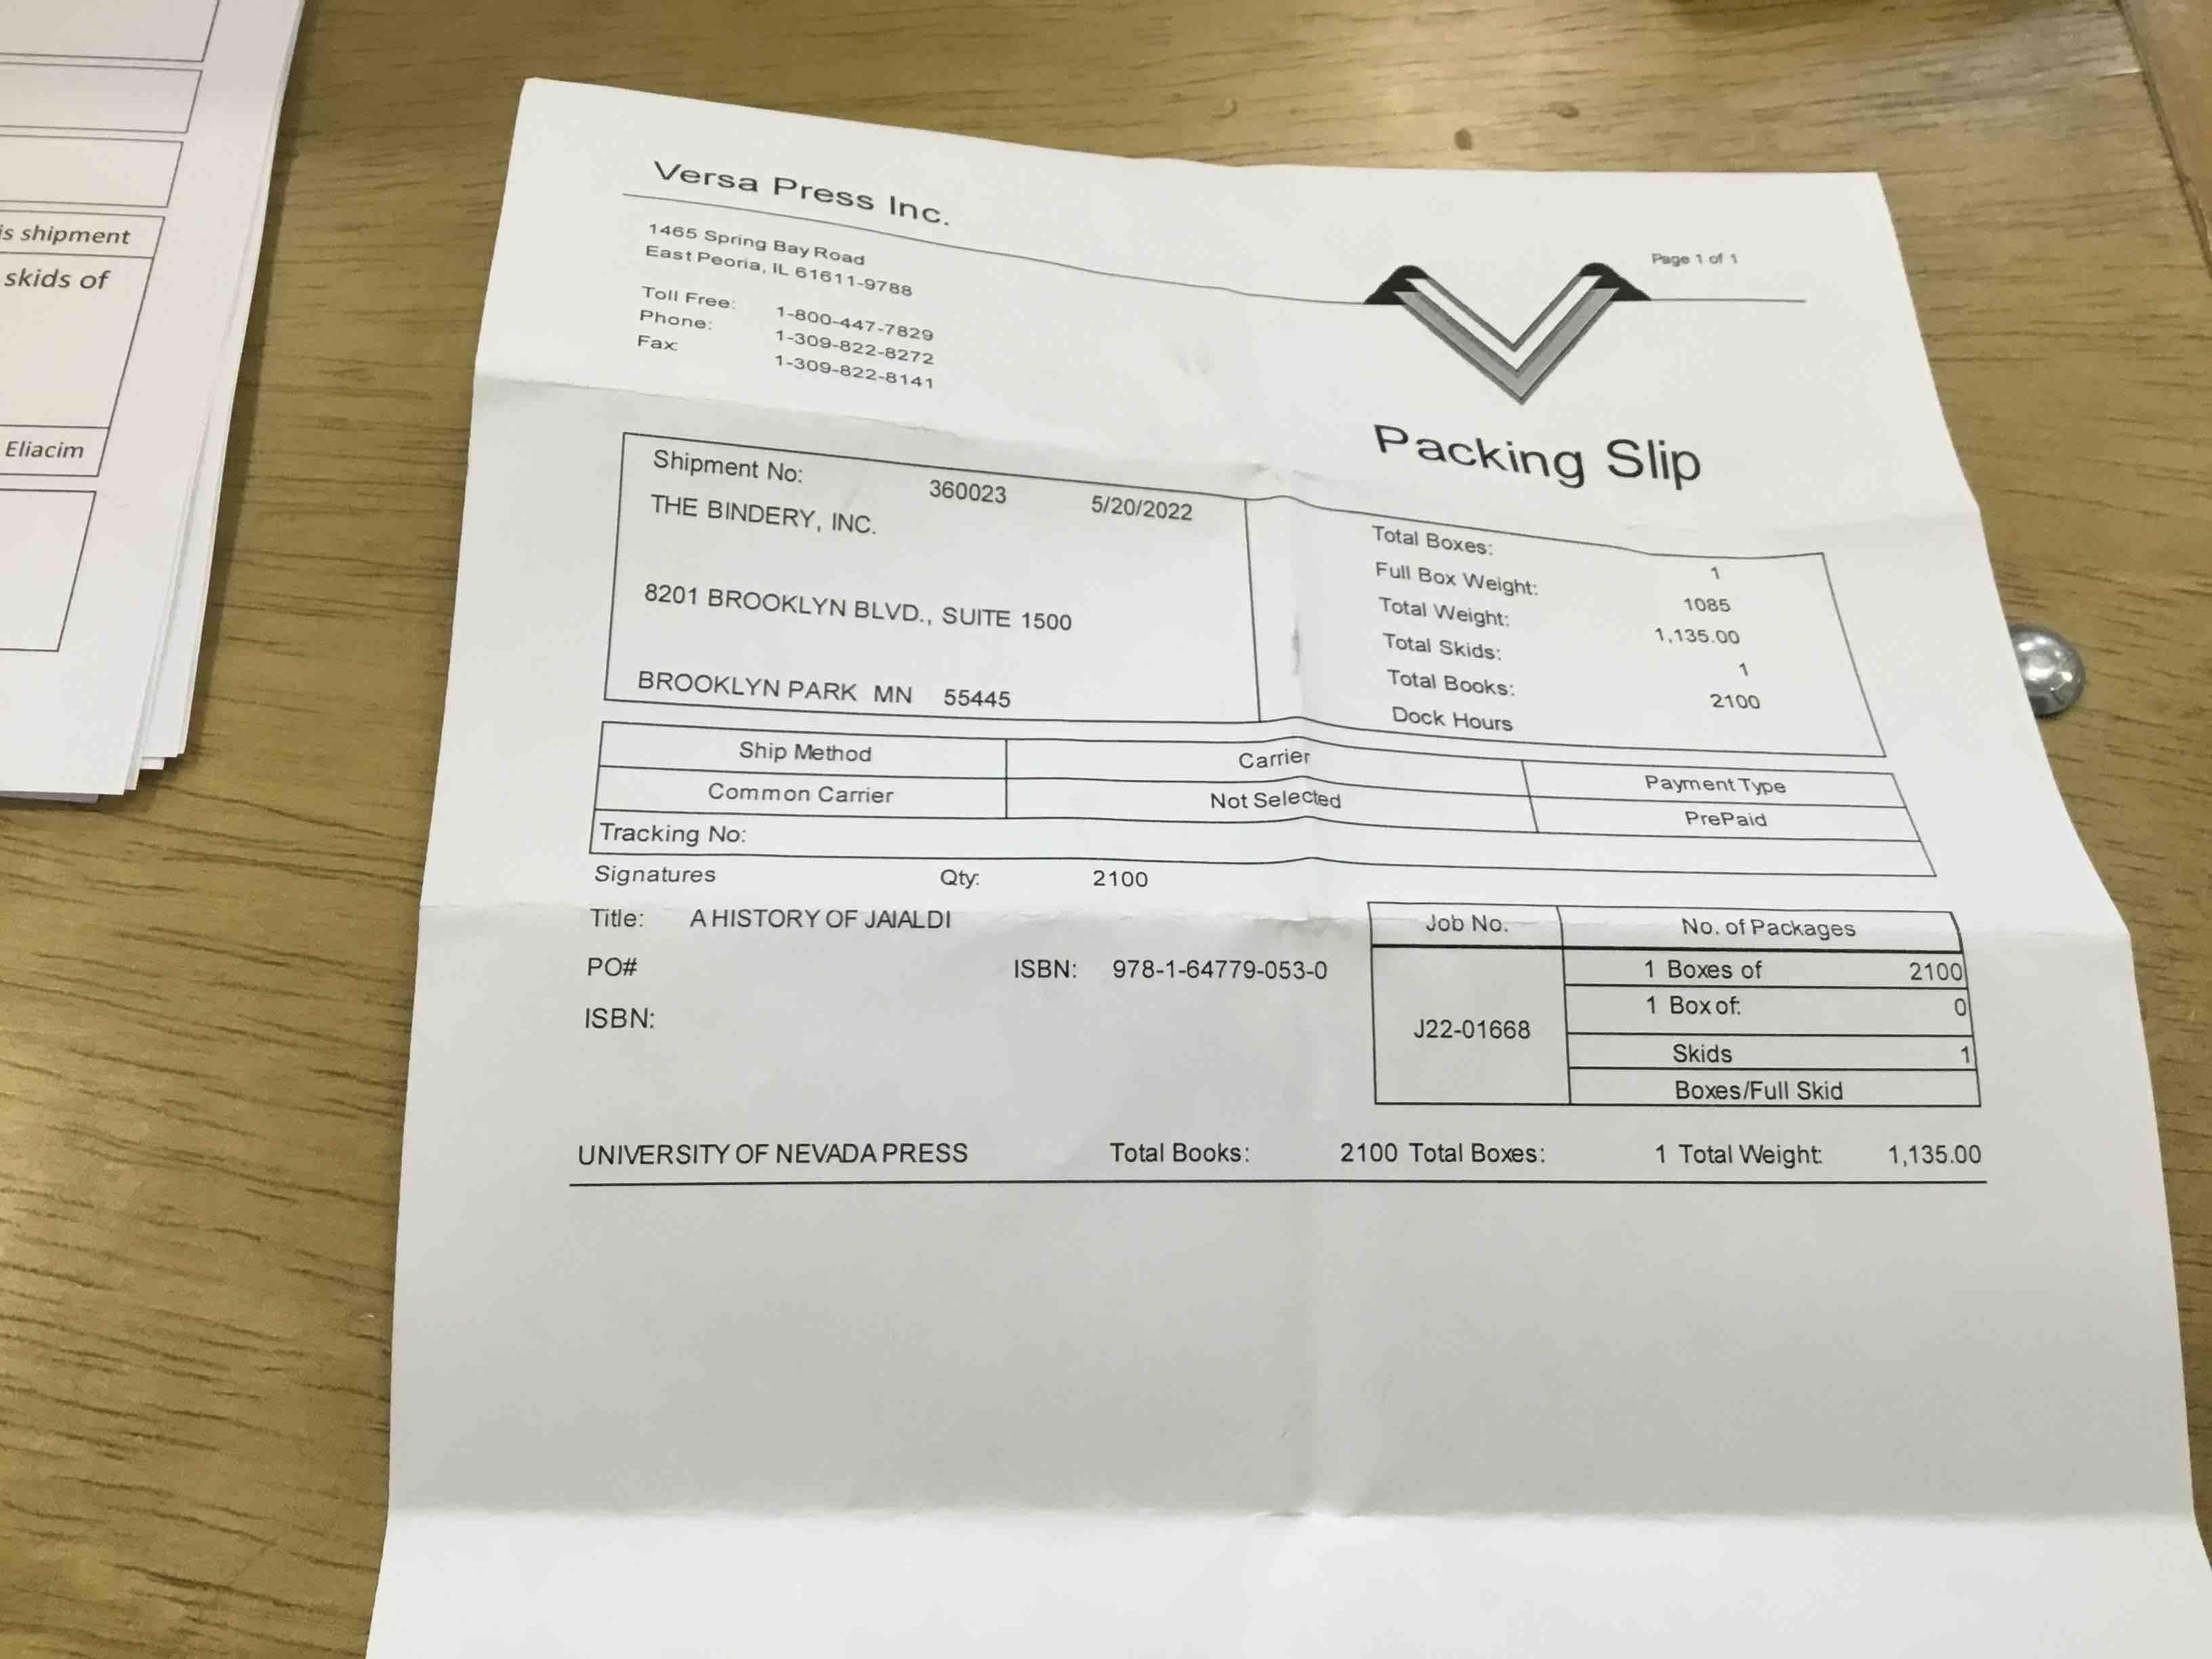 is shipment
skids of
Eliacim
Versa Press Inc.
1465 Spring Bay Road
East Peoria, IL 61611-9788
Toll Free: 1-800-447-7829
Phone: 1-309-822-8272
Fax: 1-309-822-8141
Page 1 of 1
Packing Slip
Shipment No: 360023 5/20/2022
THE BINDERY, INC.
8201 BROOKLYN BLVD., SUITE 1500
BROOKLYN PARK MN 55445
Total Boxes: 1
Full Box Weight: 1085
Total Weight: 1,135.00
Total Skids: 1
Total Books: 2100
Dock Hours
Ship Method Carrier Payment Type
Common Carrier Not Selected PrePaid
Tracking No:
Signatures Qty: 2100
Title: A HISTORY OF JAIALDI
PO# ISBN: 978-1-64779-053-0
ISBN:
Job No. No. of Packages
J22-01668
1 Boxes of 2100
1 Box of: 0
Skids 1
Boxes/Full Skid
UNIVERSITY OF NEVADA PRESS Total Books: 2100 Total Boxes: 1 Total Weight: 1,135.00